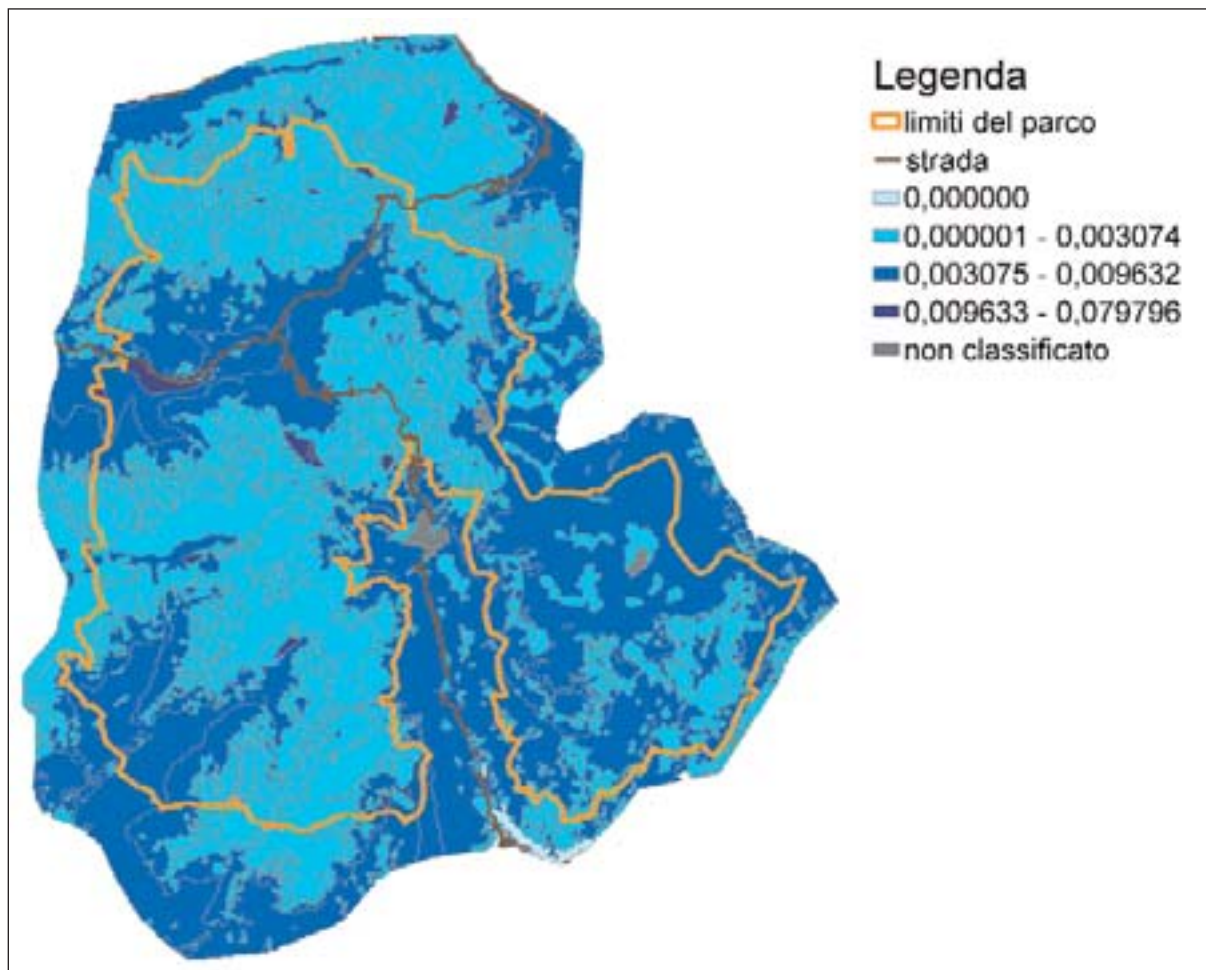 Legenda
limiti del parco
strada
0,000000
0,000001 - 0,003074
0,003075 - 0,009632
0,009633 - 0,079796
non classificato